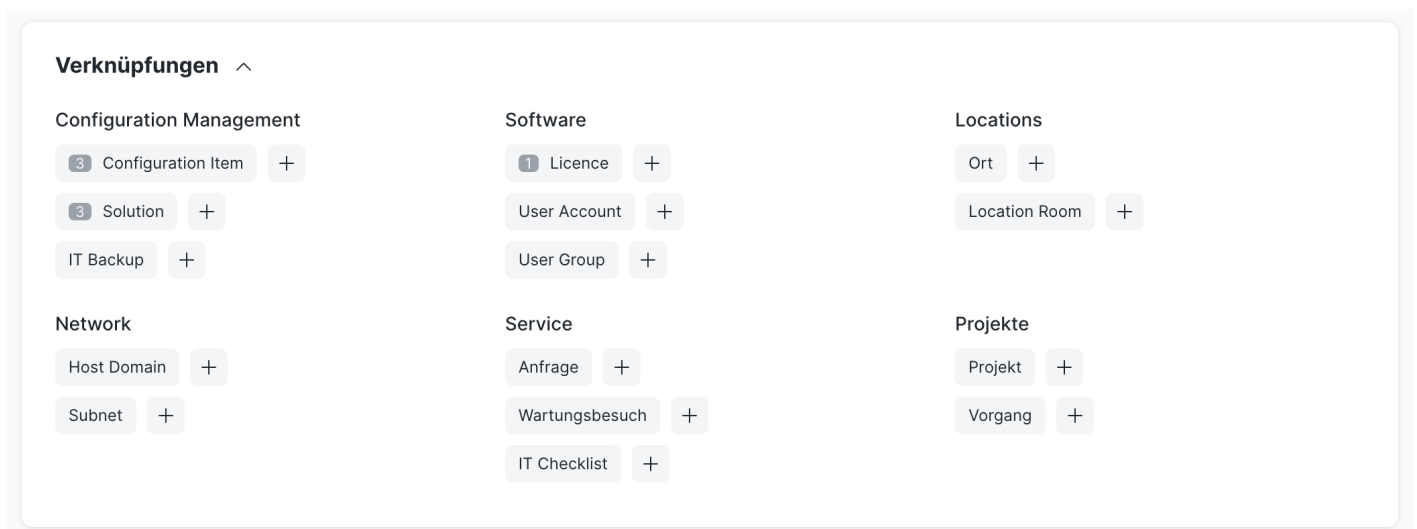 Verknüpfungen
Configuration Management
3 Configuration Item +
3 Solution +
IT Backup +
Software
1 Licence +
User Account +
User Group +
Locations
Ort +
Location Room +
Network
Host Domain +
Subnet +
Service
Anfrage +
Wartungsbesuch +
IT Checklist +
Projekte
Projekt +
Vorgang +